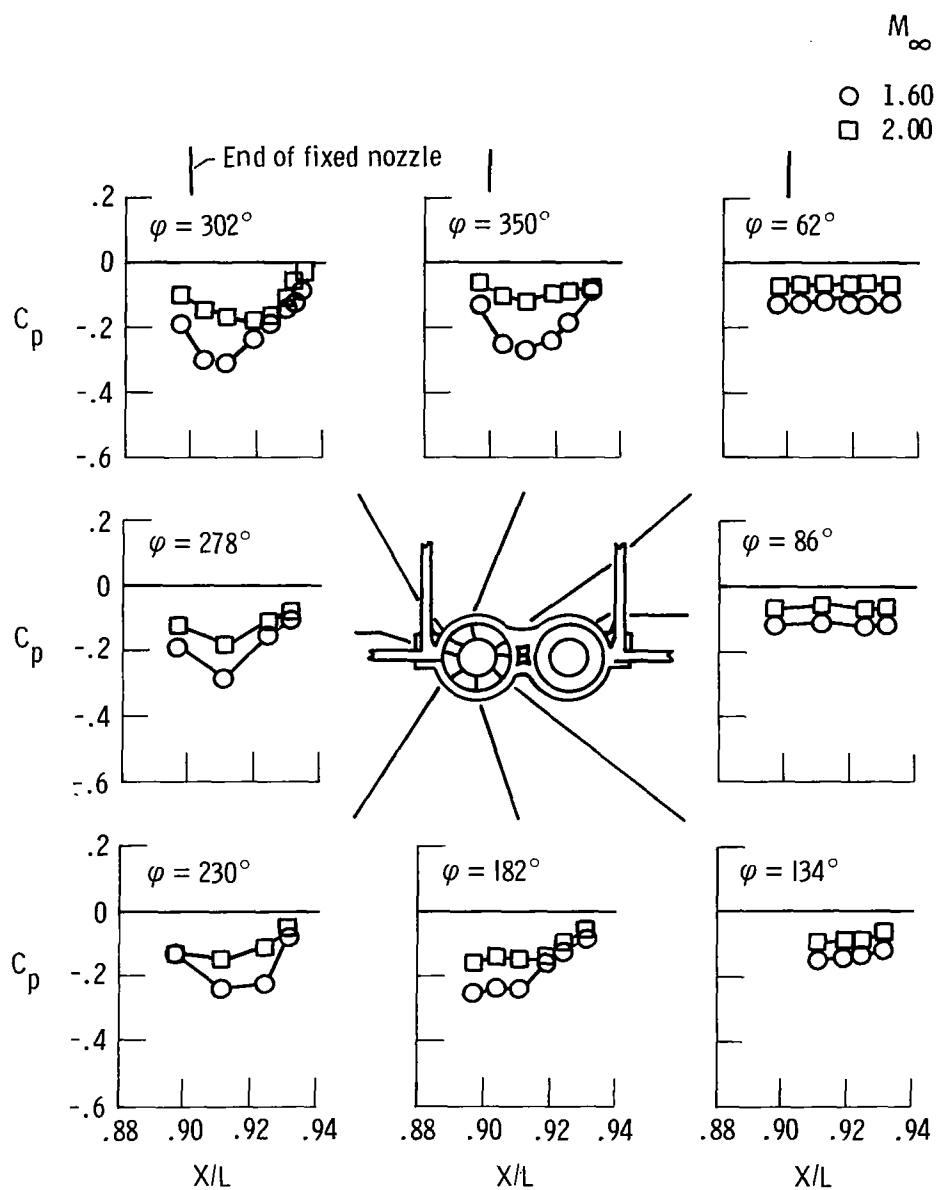 M∞
○ 1.60
□ 2.00
End of fixed nozzle
.2 0 -.2 -.4 -.6
Cp
φ = 302°
φ = 350°
φ = 62°
.2 0 -.2 -.4 -.6
Cp
φ = 278°
φ = 86°
.2 0 -.2 -.4 -.6
Cp
φ = 230°
φ = 182°
φ = 134°
.88 .90 .92 .94 .88 .90 .92 .94 .88 .90 .92 .94
X/L X/L X/L